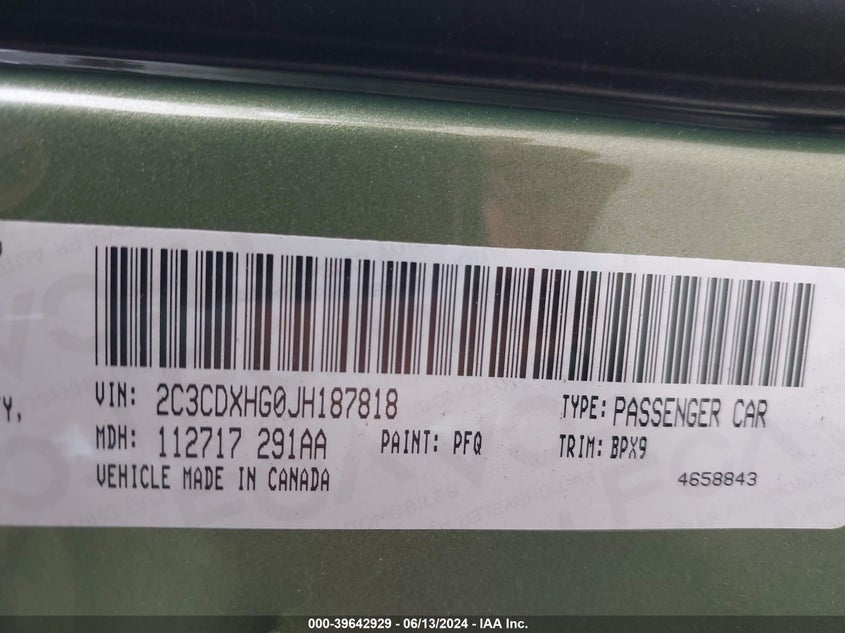 VIN: 2C3CDXHG0JH187818 TYPE: PASSENGER CAR
TY,
MDH: 112717 291AA PAINT: PFQ TRIM: BPX9
VEHICLE MADE IN CANADA 4658843
000-39642929 - 06/13/2024 - IAA Inc.